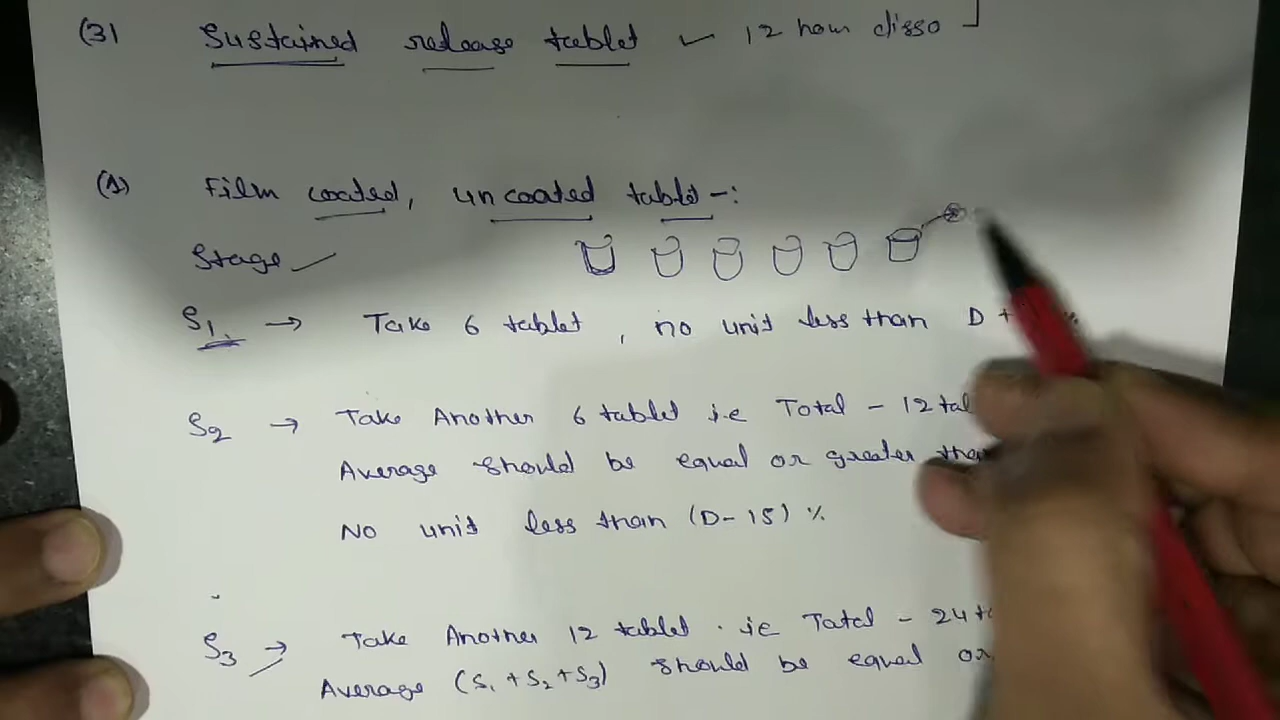 (3) Sustained release tablet ✓ 12 hour disso ]
(1) Film coated, uncoated tablet -:
Stage
S1. → Take 6 tablet, no unit less than D +
S2 → Take Another 6 tablet i.e Total - 12
Average should be equal or greater than
No unit less than (D-15) %
S3 → Take Another 12 tablet. ie Total - 24
Average (S1 + S2 + S3) should be equal or